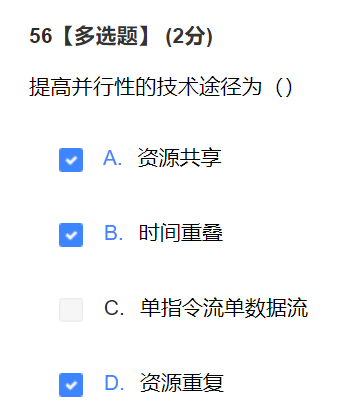 56【多选题】 (2分)
提高并行性的技术途径为（）
A. 资源共享
B. 时间重叠
C. 单指令流单数据流
D. 资源重复